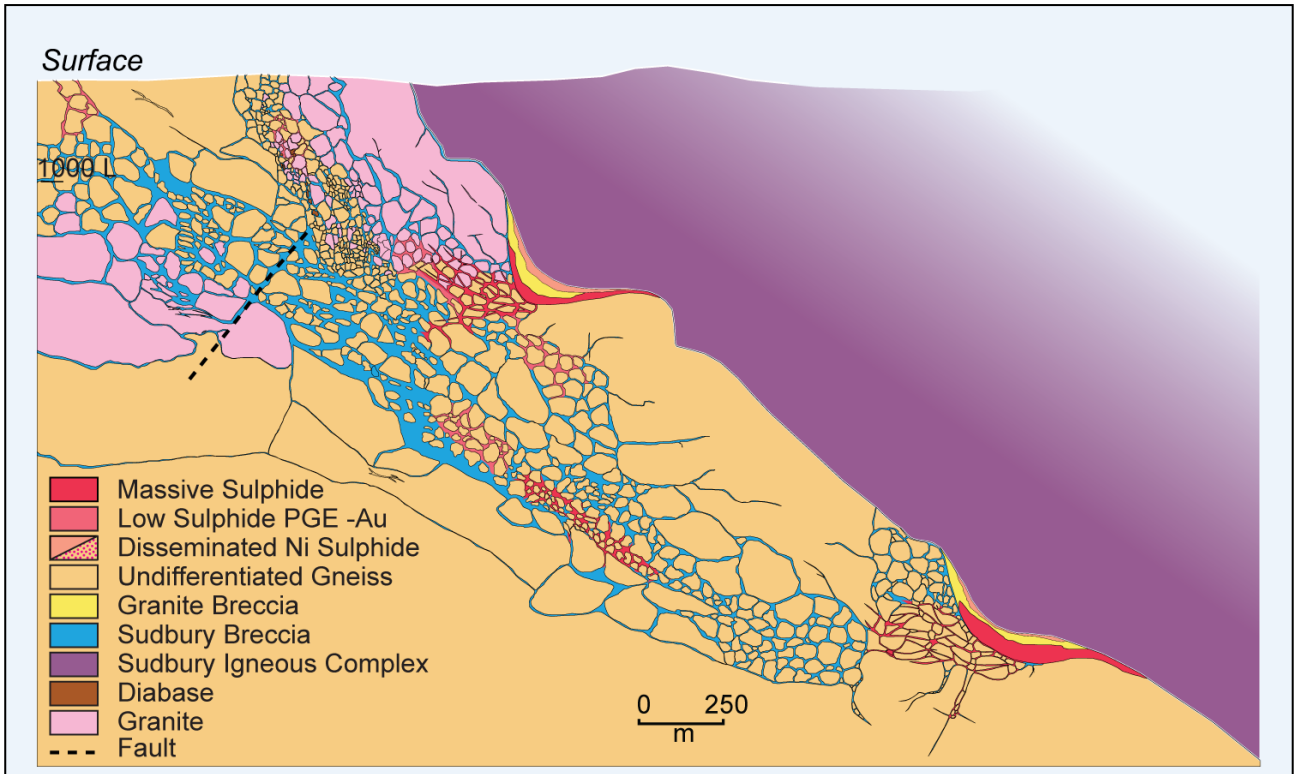 Surface
1000 L
Massive Sulphide
Low Sulphide PGE -Au
Disseminated Ni Sulphide
Undifferentiated Gneiss
Granite Breccia
Sudbury Breccia
Sudbury Igneous Complex
Diabase
Granite
Fault
0 250
m